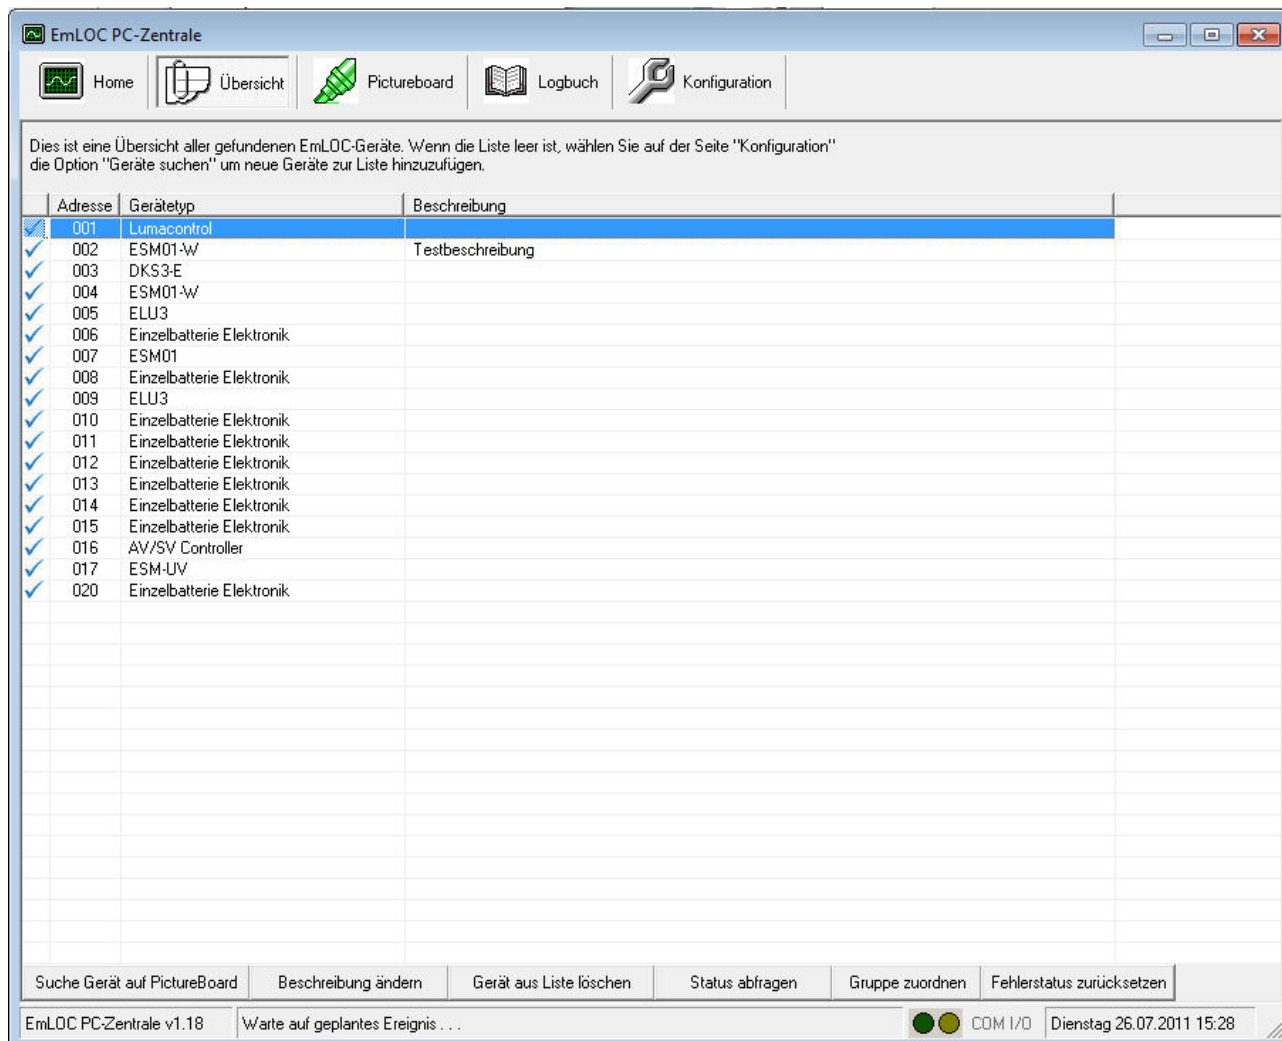 EmLOC PC-Zentrale
Home Übersicht Pictureboard Logbuch Konfiguration
Dies ist eine Übersicht aller gefundenen EmLOC-Geräte. Wenn die Liste leer ist, wählen Sie auf der Seite "Konfiguration"
die Option "Geräte suchen" um neue Geräte zur Liste hinzuzufügen.
Adresse Gerätetyp Beschreibung
001 Lumacontrol
002 ESM01-W Testbeschreibung
003 DKS3-E
004 ESM01-W
005 ELU3
006 Einzelbatterie Elektronik
007 ESM01
008 Einzelbatterie Elektronik
009 ELU3
010 Einzelbatterie Elektronik
011 Einzelbatterie Elektronik
012 Einzelbatterie Elektronik
013 Einzelbatterie Elektronik
014 Einzelbatterie Elektronik
015 Einzelbatterie Elektronik
016 AV/SV Controller
017 ESM-UV
020 Einzelbatterie Elektronik
Suche Gerät auf PictureBoard Beschreibung ändern Gerät aus Liste löschen Status abfragen Gruppe zuordnen Fehlerstatus zurücksetzen
EmLOC PC-Zentrale v1.18 Warte auf geplantes Ereignis . . . COM I/O Dienstag 26.07.2011 15:28